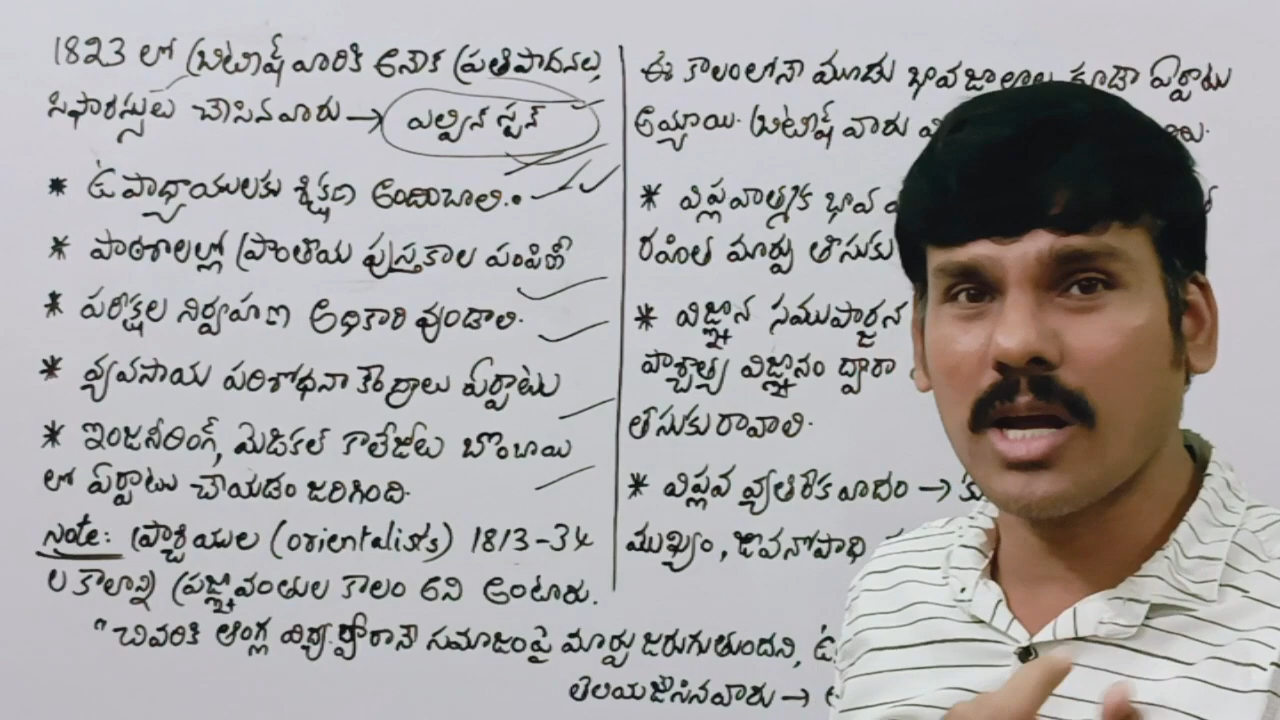 1823 లో బ్రిటీష్ వారికి అనేక ప్రతిపాదనలు,
సిఫారస్సులు చేసినవారు → ఎల్ఫిన్ స్టన్
* ఉపాధ్యాయులకు శిక్షణ అందించాలి.
* పాఠశాలల్లో ప్రాంతీయ పుస్తకాల పంపిణీ
* పరీక్షల నిర్వహణ అధికారి వుండాలి.
* వ్యవసాయ పరిశోధనా కేంద్రాలు ఏర్పాటు
* ఇంజనీరింగ్, మెడికల్ కాలేజీలు బొంబాయి
లో ఏర్పాటు చేయడం జరిగింది.
Note: ప్రాచ్యియుల (orientalists) 1813-34
ల కాలాన్ని ప్రజ్ఞావంతుల కాలం అని అంటారు.
ఈ కాలంలోనే మూడు భావజాలాలు కూడా ఏర్పాటు
అయ్యాయి. బ్రిటీష్ వారు
* విప్లవాత్మక భావ
రహిత మార్పు తీసుకు
* విజ్ఞాన సముపార్జన
పాశ్చాత్య విజ్ఞానం ద్వారా
తీసుకురావాలి.
* విప్లవ వ్యతిరేక వాదం →
ముఖ్యం, జీవనోపాధి
"చివరికి ఆంగ్ల విద్య ద్వారానే సమాజంపై మార్పు జరుగుతుందని,
తెలియజేసినవారు →